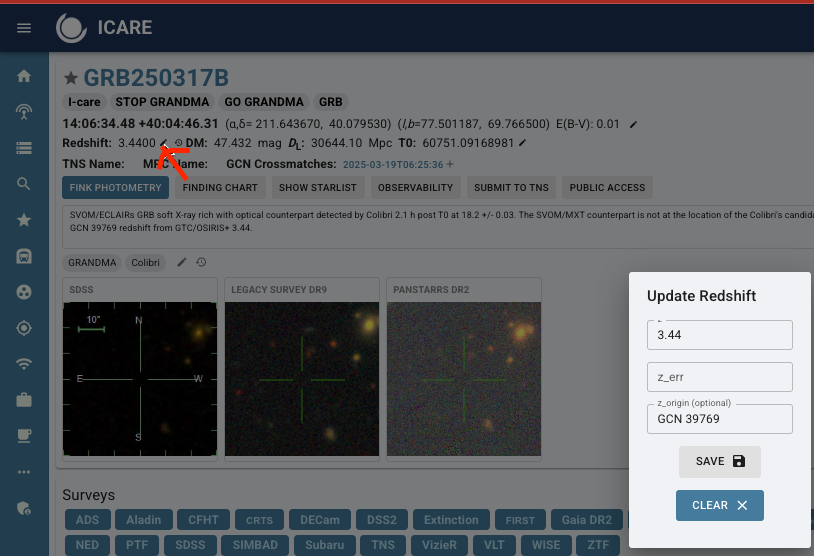 ICARE
GRB250317B
I-care STOP GRANDMA GO GRANDMA GRB
14:06:34.48 +40:04:46.31 (α,δ= 211.643670, 40.079530) (l,b=77.501187, 69.766500) E(B-V): 0.01
Redshift: 3.4400 DM: 47.432 mag DL: 30644.10 Mpc T0: 60751.09168981
TNS Name: Name: GCN Crossmatches: 2025-03-19T06:25:36 +
FINK PHOTOMETRY FINDING CHART SHOW STARLIST OBSERVABILITY SUBMIT TO TNS PUBLIC ACCESS
SVOM/ECLAIRs GRB soft X-ray rich with optical counterpart detected by Colibri 2.1 h post T0 at 18.2 +/- 0.03. The SVOM/MXT counterpart is not at the location of the Colibri's candida
GCN 39769 redshift from GTC/OSIRIS+ 3.44.
GRANDMA Colibri
SDSS LEGACY SURVEY DR9 PANSTARRS DR2
10"
N
E W
S
Update Redshift
3.44
z_err
z_origin (optional)
GCN 39769
SAVE
CLEAR
Surveys
ADS Aladin CFHT CRTS DECam DSS2 Extinction FIRST Gaia DR2
NED PTF SDSS SIMBAD Subaru TNS VizieR VLT WISE ZTF